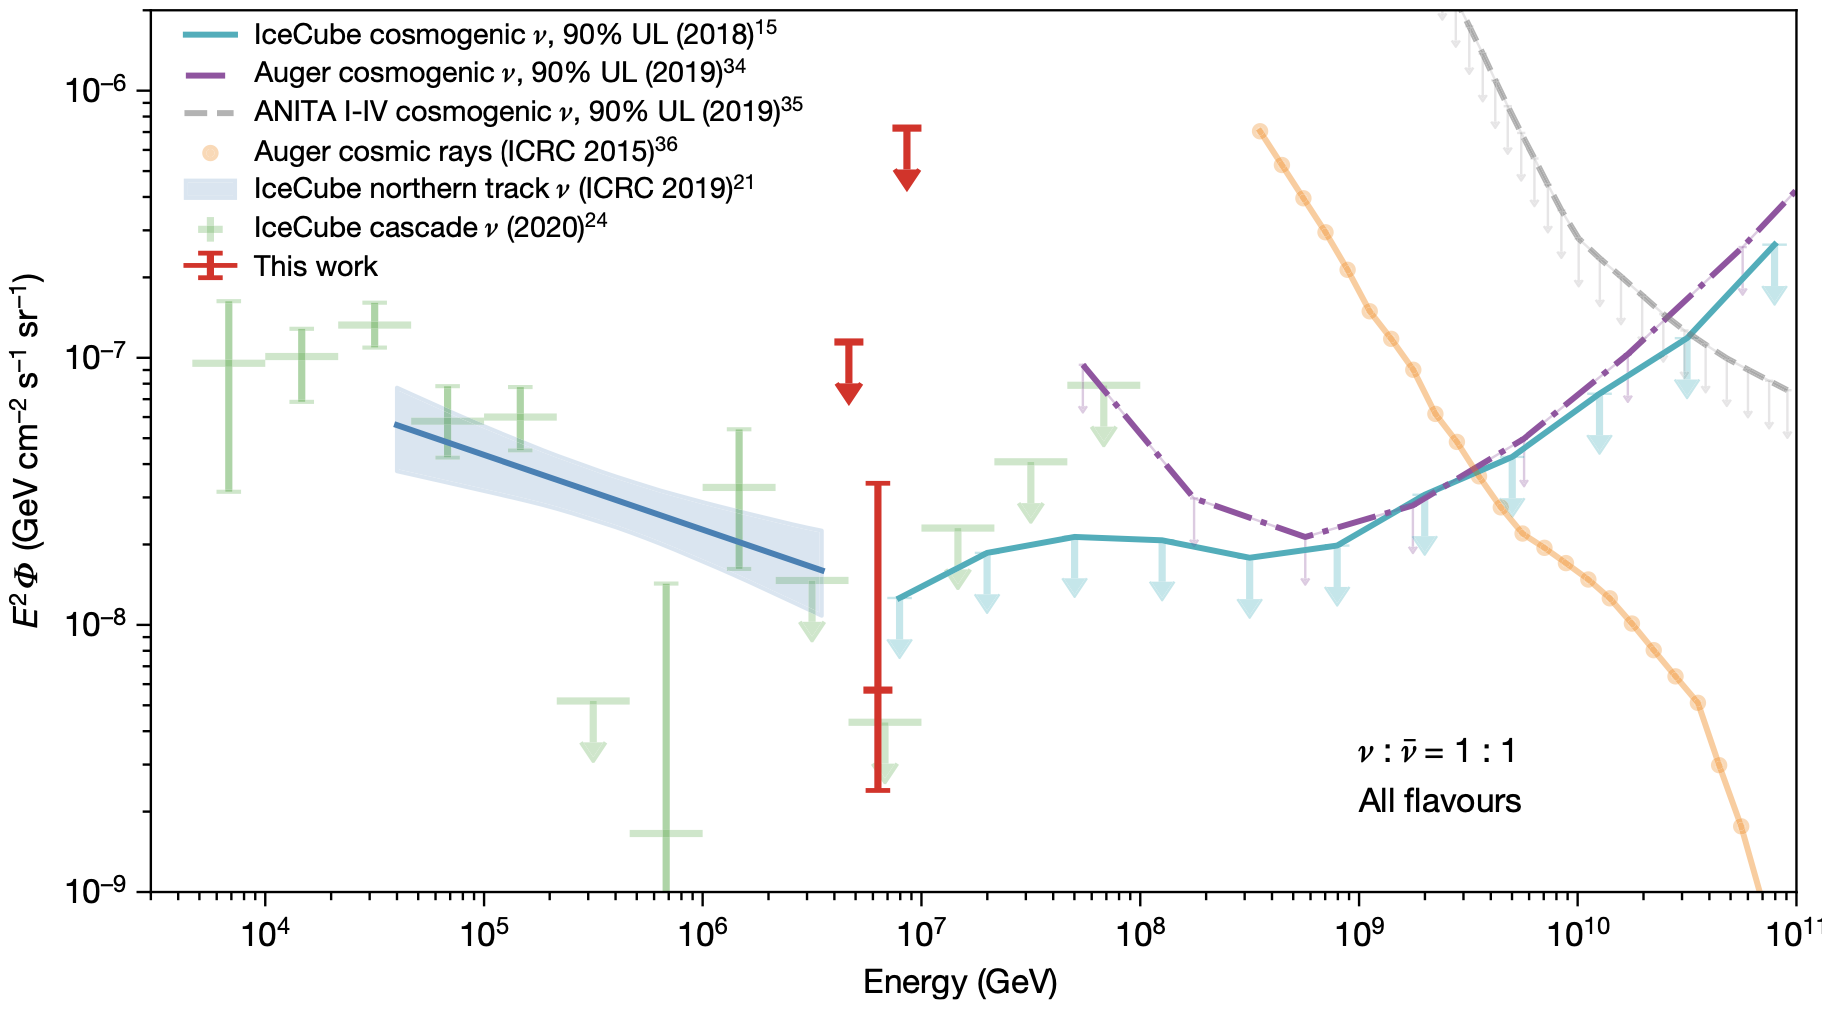 IceCube cosmogenic ν, 90% UL (2018)¹⁵
Auger cosmogenic ν, 90% UL (2019)³⁴
ANITA I-IV cosmogenic ν, 90% UL (2019)³⁵
Auger cosmic rays (ICRC 2015)³⁶
IceCube northern track ν (ICRC 2019)²¹
IceCube cascade ν (2020)²⁴
This work
E²Φ (GeV cm⁻² s⁻¹ sr⁻¹)
10⁻⁶
10⁻⁷
10⁻⁸
10⁻⁹
ν : ν̄ = 1 : 1
All flavours
10⁴ 10⁵ 10⁶ 10⁷ 10⁸ 10⁹ 10¹⁰ 10¹¹
Energy (GeV)